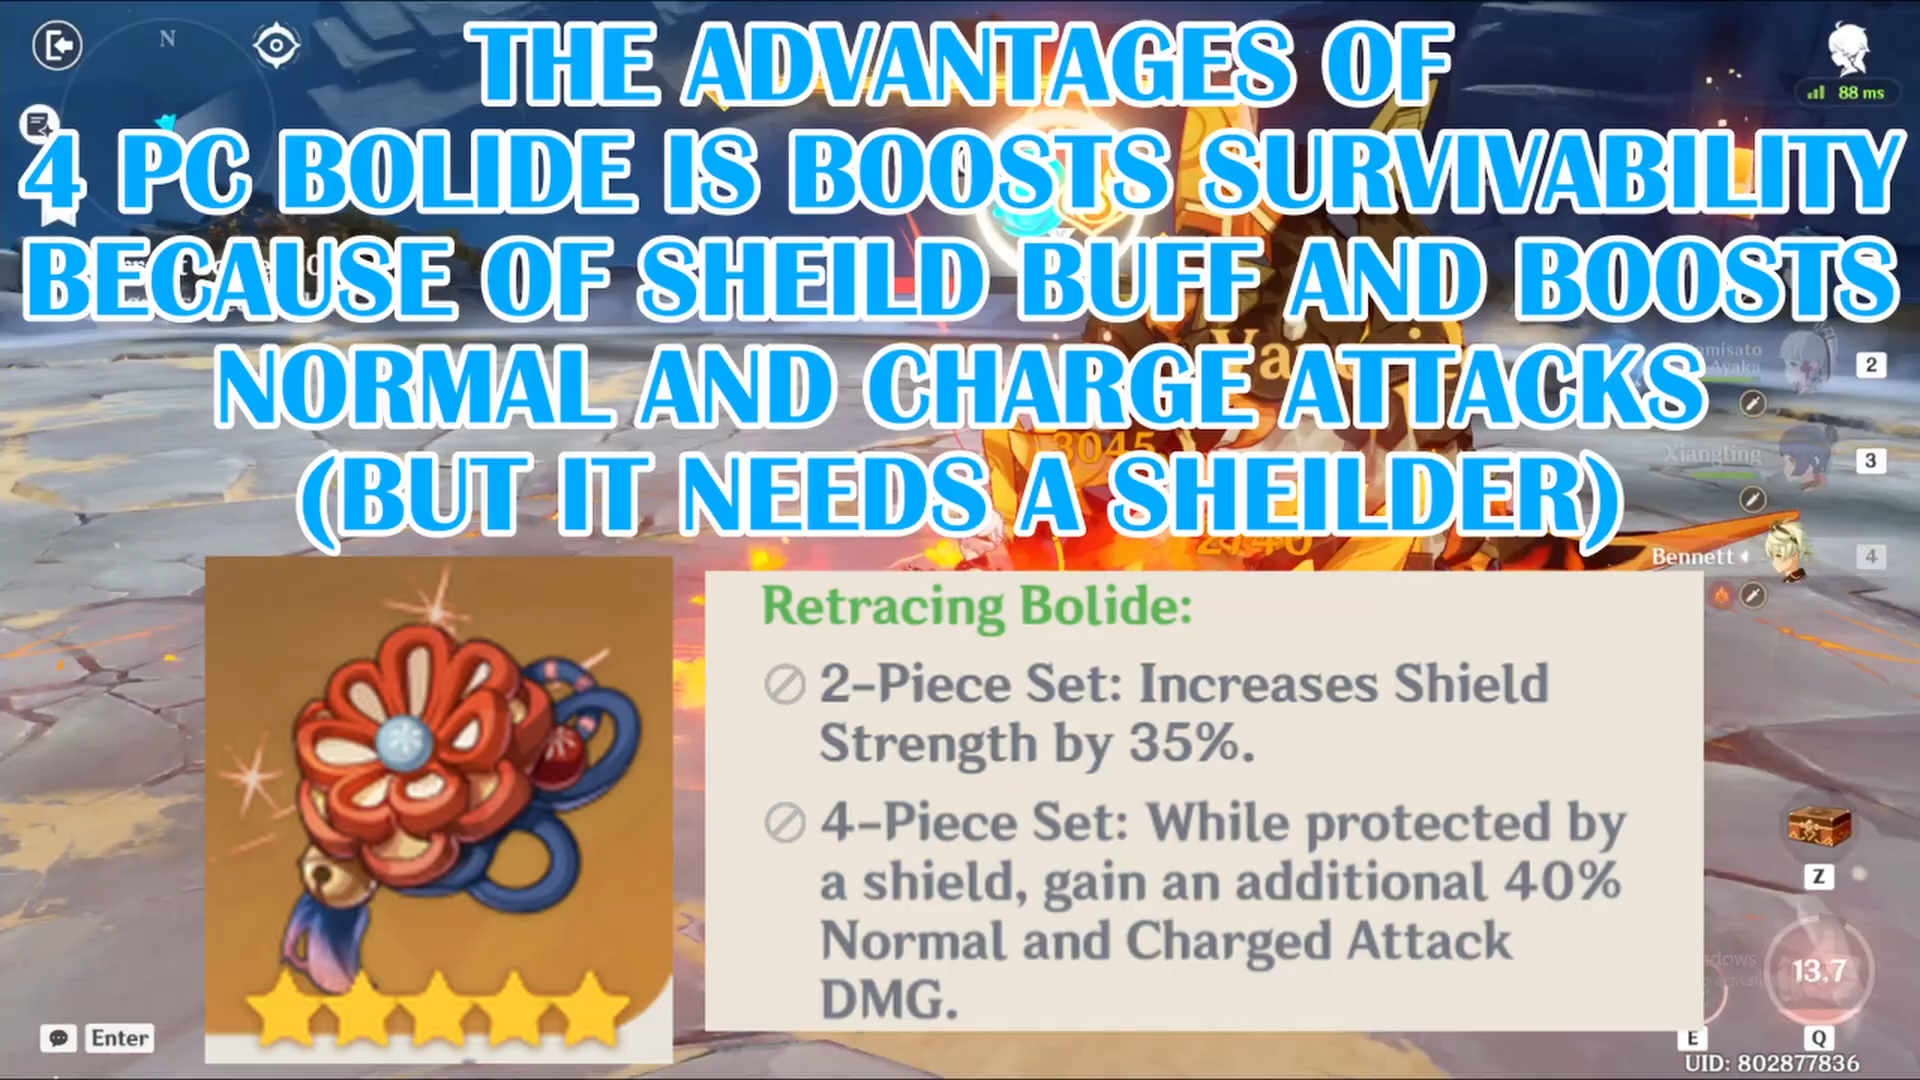 THE ADVANTAGES OF
4 PC BOLIDE IS BOOSTS SURVIVABILITY
BECAUSE OF SHEILD BUFF AND BOOSTS
NORMAL AND CHARGE ATTACKS
(BUT IT NEEDS A SHEILDER)
N
88 ms
Ayaka
2
3045
Xiangling
3
Bennett
4
Retracing Bolide:
2-Piece Set: Increases Shield
Strength by 35%.
4-Piece Set: While protected by
a shield, gain an additional 40%
Normal and Charged Attack
DMG.
Z
13.7
Enter
E
Q
UID: 802877836